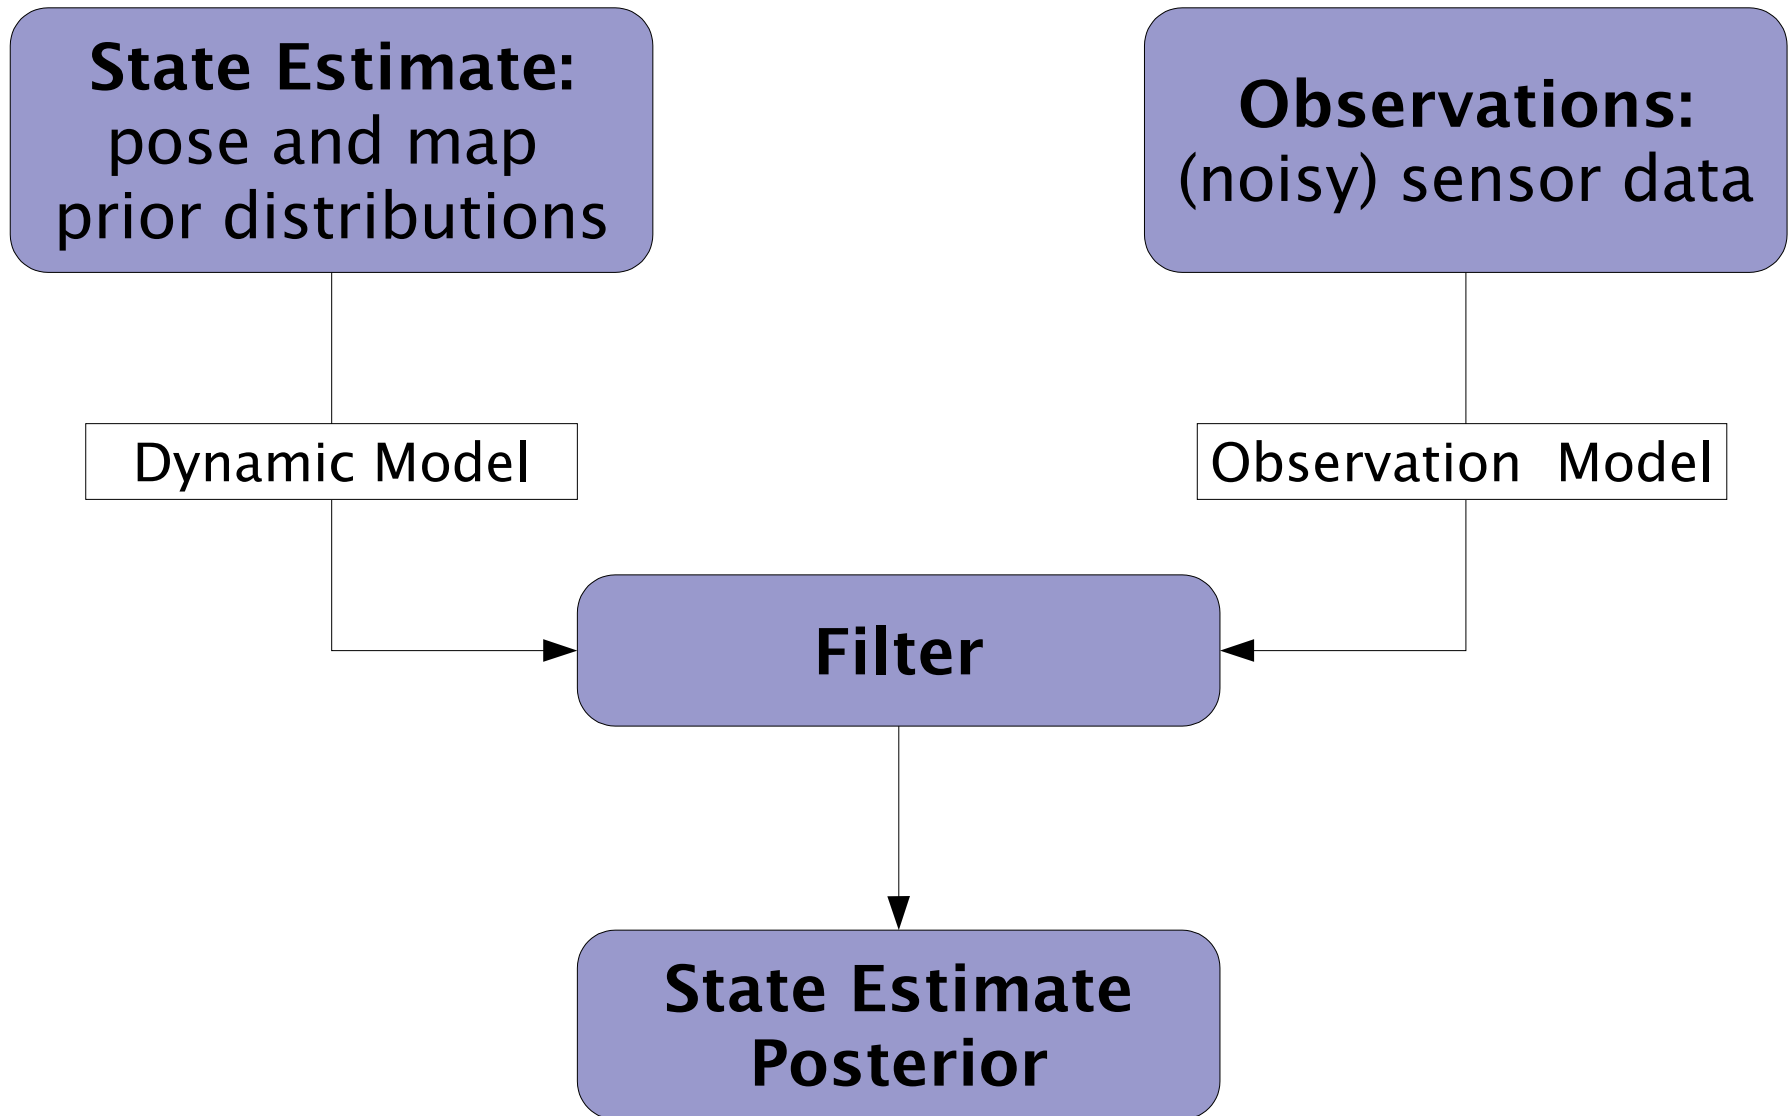 State Estimate:
pose and map
prior distributions
Observations:
(noisy) sensor data
Dynamic Model
Observation  Model
Filter
State Estimate
Posterior